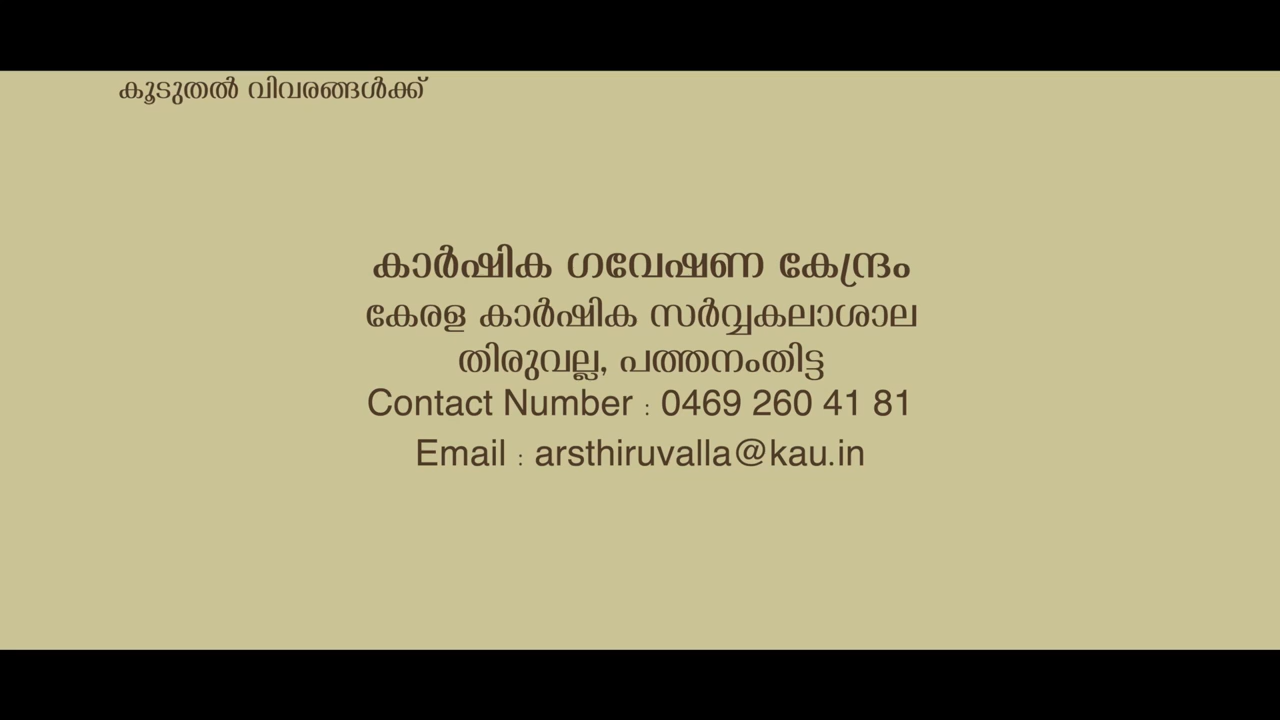 കൂടുതൽ വിവരങ്ങൾക്ക്
കാർഷിക ഗവേഷണ കേന്ദ്രം
കേരള കാർഷിക സർവ്വകലാശാല
തിരുവല്ല, പത്തനംതിട്ട
Contact Number : 0469 260 41 81
Email : arsthiruvalla@kau.in